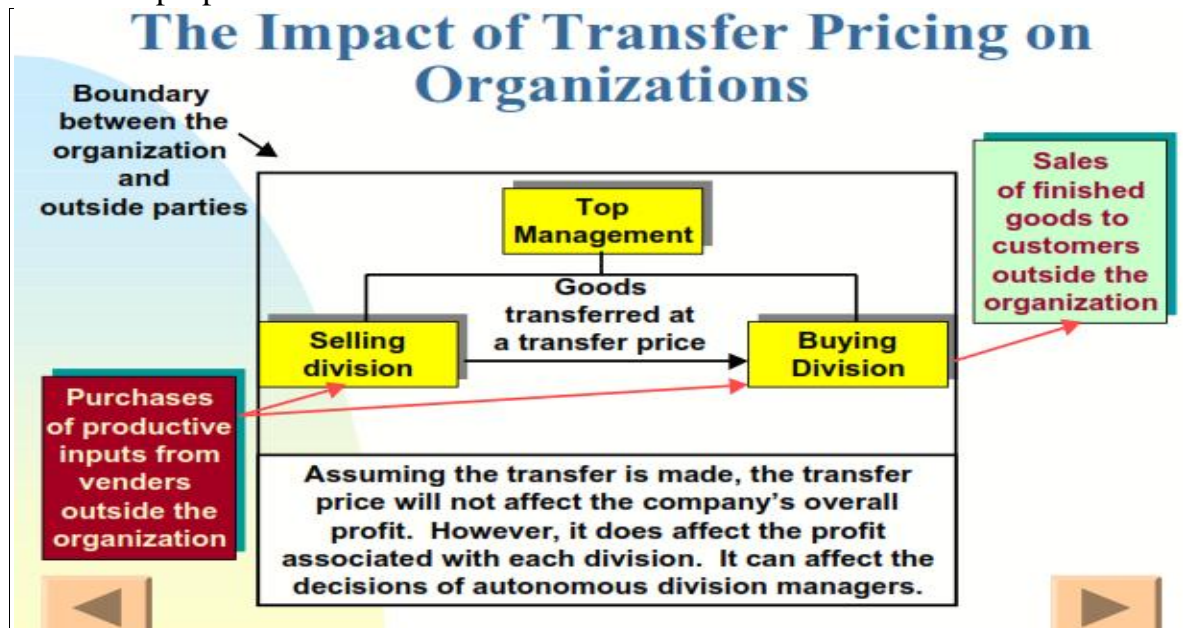 The Impact of Transfer Pricing on
Organizations
Boundary
between the
organization
and
outside parties
Top
Management
Goods
transferred at
a transfer price
Selling
division
Buying
Division
Sales
of finished
goods to
customers
outside the
organization
Purchases
of productive
inputs from
venders
outside the
organization
Assuming the transfer is made, the transfer
price will not affect the company's overall
profit. However, it does affect the profit
associated with each division. It can affect the
decisions of autonomous division managers.